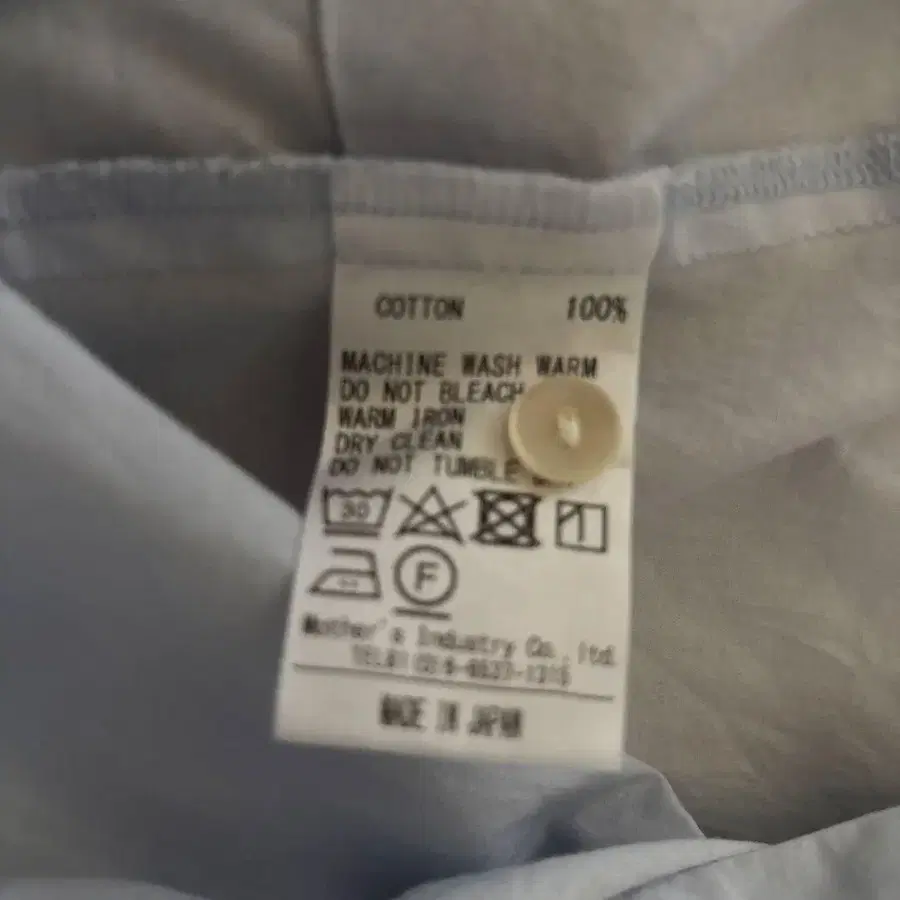 COTTON 100%
MACHINE WASH WARM
DO NOT BLEACH
WARM IRON
DRY CLEAN
DO NOT TUMBLE
30
F
Mother's Industry Co., ltd.
MADE IN JAPAN